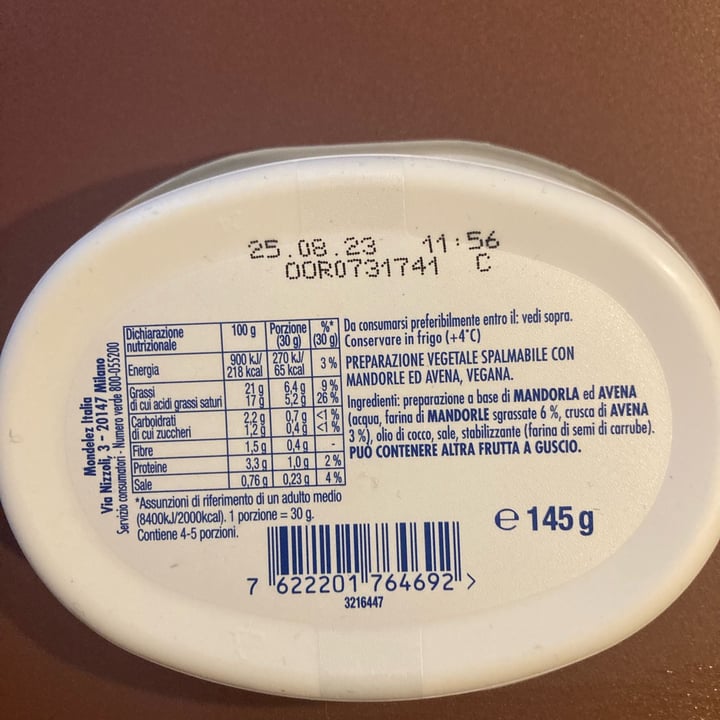 25.08.23 11:56
OOR0731741 C
Mondelez Italia
Via Nizzoli, 3 - 20147 Milano
Servizio consumatori - Numero verde 800-055200
Dichiarazione nutrizionale 100 g Porzione (30 g) %* (30 g)
Energia 900 kJ/ 218 kcal 270 kJ/ 65 kcal 3 %
Grassi 21 g 6,4 g 9 %
di cui acidi grassi saturi 17 g 5,2 g 26 %
Carboidrati 2,2 g 0,7 g <1 %
di cui zuccheri 1,2 g 0,4 g <1 %
Fibre 1,5 g 0,4 g -
Proteine 3,3 g 1,0 g 2 %
Sale 0,76 g 0,23 g 4 %
*Assunzioni di riferimento di un adulto medio
(8400kJ/2000kcal). 1 porzione = 30 g.
Contiene 4-5 porzioni.
Da consumarsi preferibilmente entro il: vedi sopra.
Conservare in frigo (+4°C)
PREPARAZIONE VEGETALE SPALMABILE CON
MANDORLE ED AVENA, VEGANA.
Ingredienti: preparazione a base di MANDORLA ed AVENA
(acqua, farina di MANDORLE sgrassate 6 %, crusca di AVENA
3 %), olio di cocco, sale, stabilizzante (farina di semi di carrube).
PUÒ CONTENERE ALTRA FRUTTA A GUSCIO.
e 145 g
7 622201 764692 >
3216447